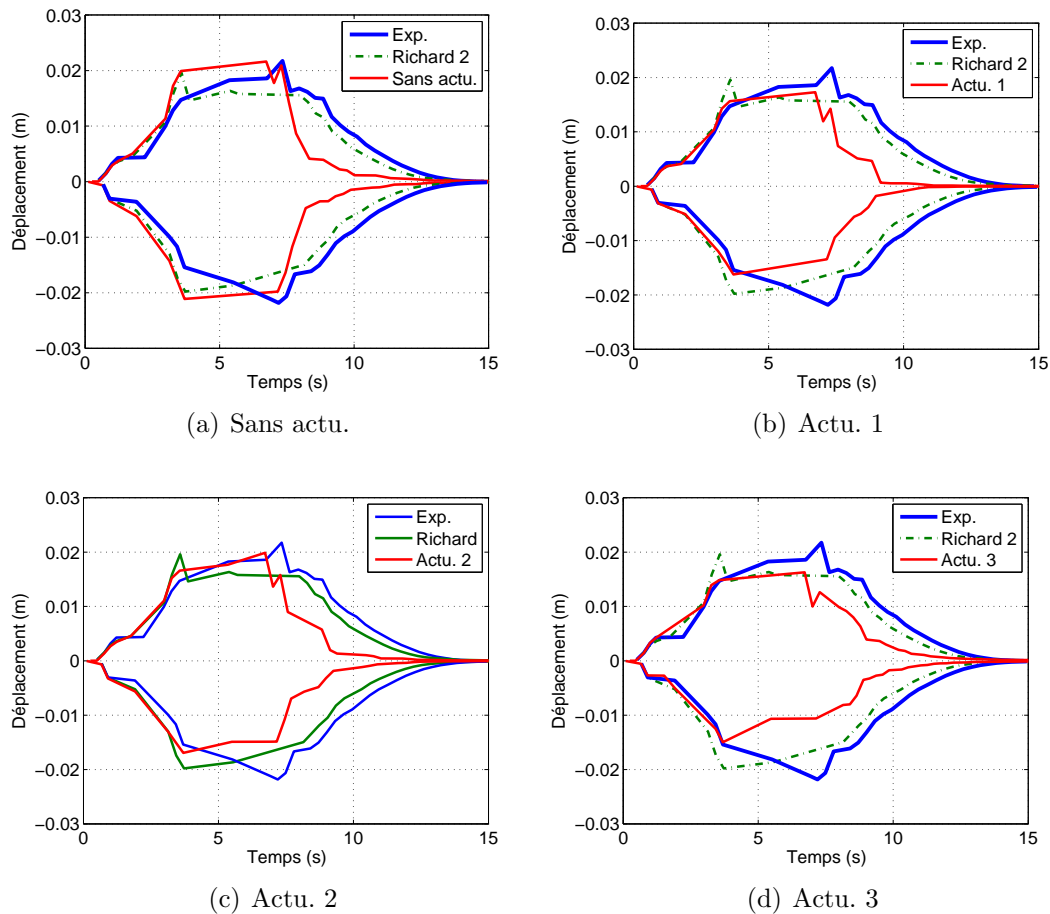 0.03
0.02
0.01
0
−0.01
−0.02
−0.03
Déplacement (m)
0 5 10 15
Temps (s)
Exp.
Richard 2
Sans actu.
(a) Sans actu.
0.03
0.02
0.01
0
−0.01
−0.02
−0.03
Déplacement (m)
0 5 10 15
Temps (s)
Exp.
Richard 2
Actu. 1
(b) Actu. 1
0.03
0.02
0.01
0
−0.01
−0.02
−0.03
Déplacement (m)
0 5 10 15
Temps (s)
Exp.
Richard
Actu. 2
(c) Actu. 2
0.03
0.02
0.01
0
−0.01
−0.02
−0.03
Déplacement (m)
0 5 10 15
Temps (s)
Exp.
Richard 2
Actu. 3
(d) Actu. 3